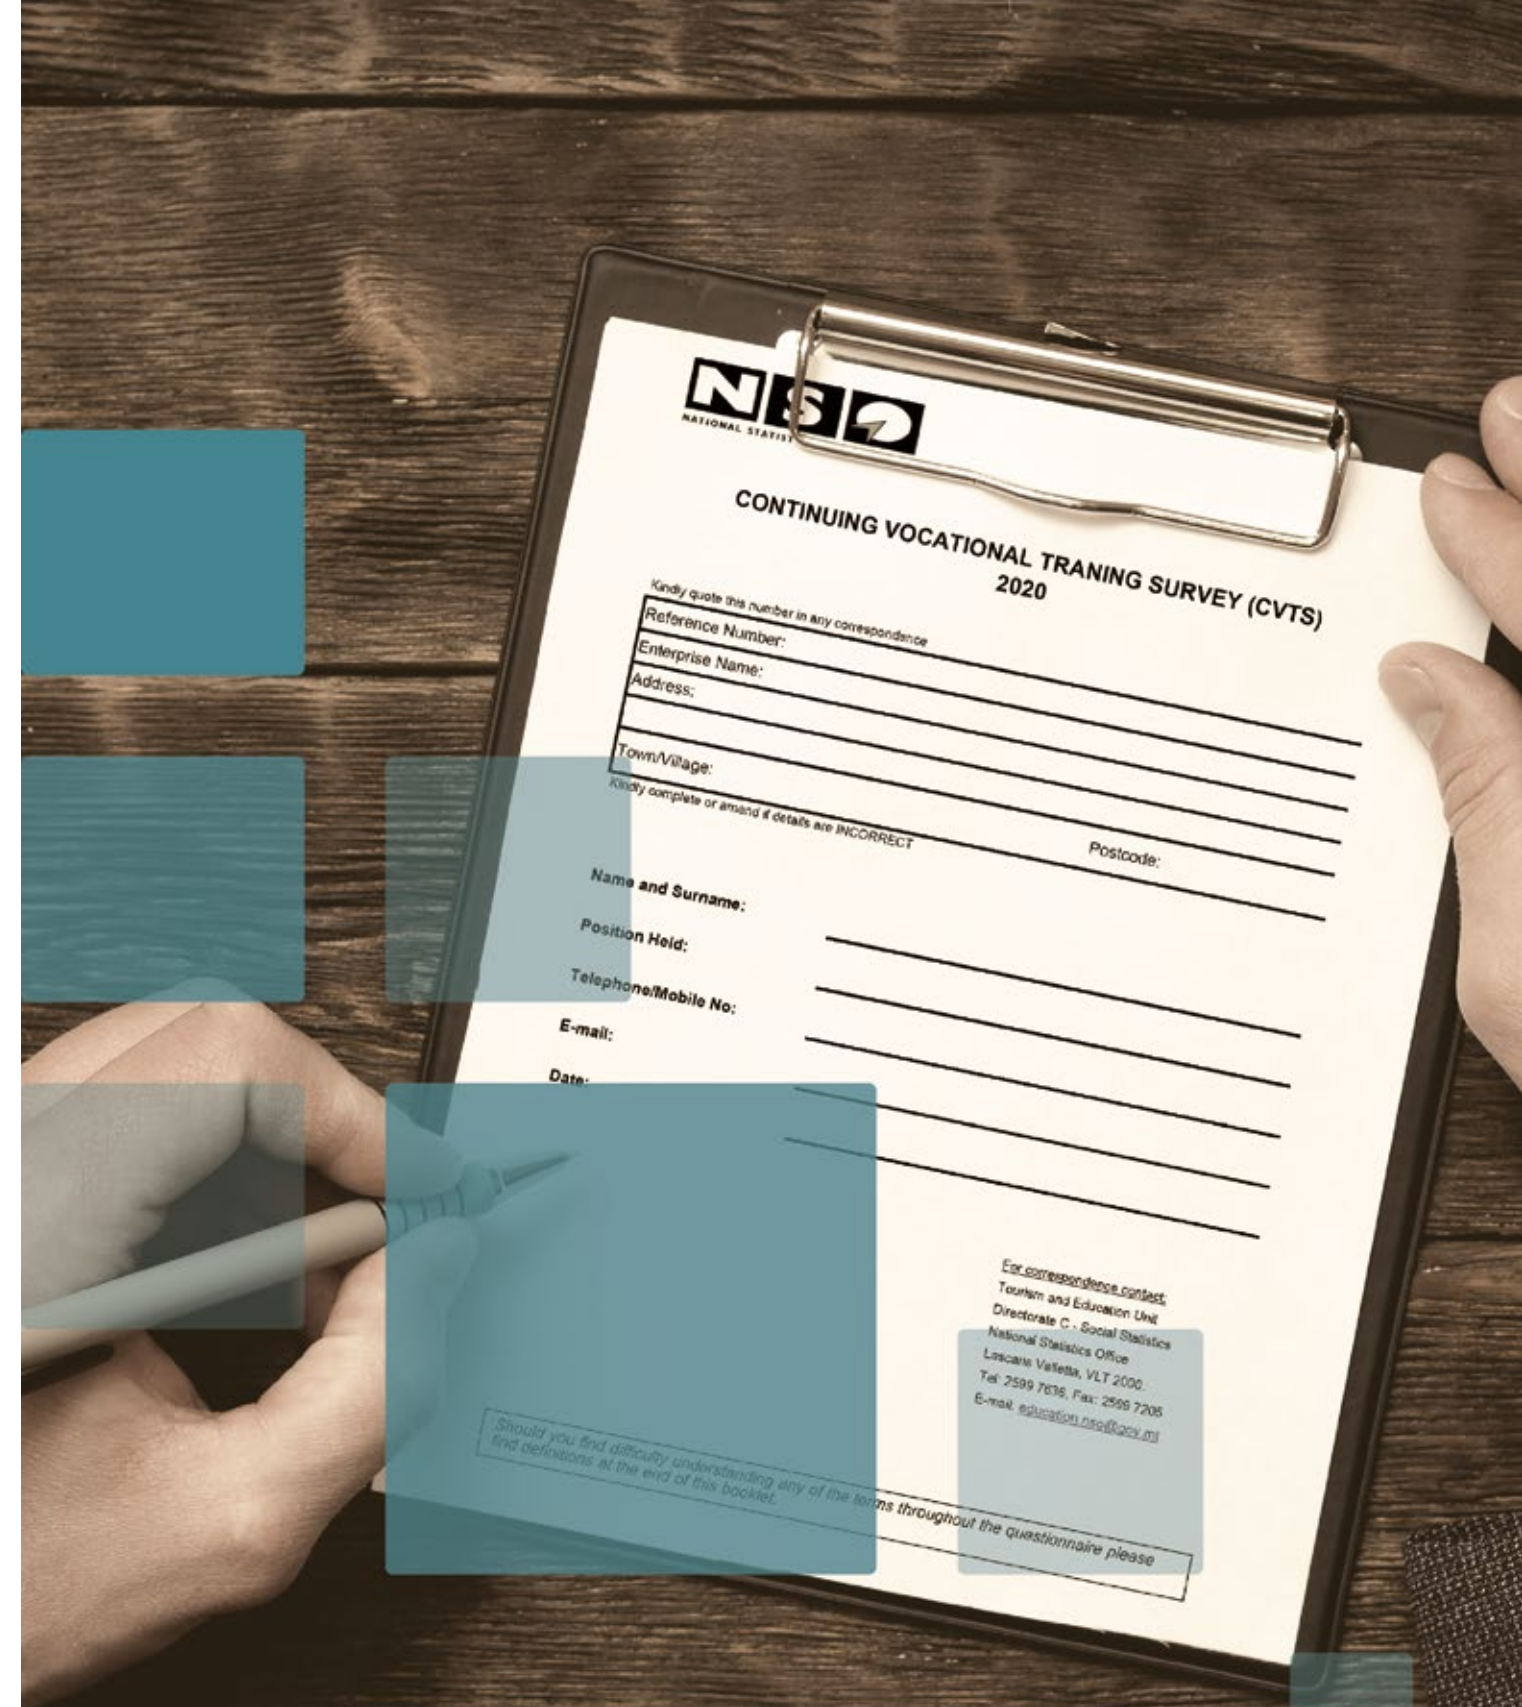 NSO
NATIONAL STATIST
CONTINUING VOCATIONAL TRANING SURVEY (CVTS)
2020
Kindly quote this number in any correspondence
Reference Number:
Enterprise Name:
Address:
Town/Village:
Postcode:
Kindly complete or amend if details are INCORRECT
Name and Surname:
Position Held:
Telephone/Mobile No:
E-mail:
Date:
For correspondence contact:
Tourism and Education Unit
Directorate C - Social Statistics
National Statistics Office
Lascaris Valletta, VLT 2000.
Tel: 2599 7636, Fax: 2599 7205
E-mail: education.nso@gov.mt
Should you find difficulty understanding any of the terms throughout the questionnaire please
find definitions at the end of this booklet.